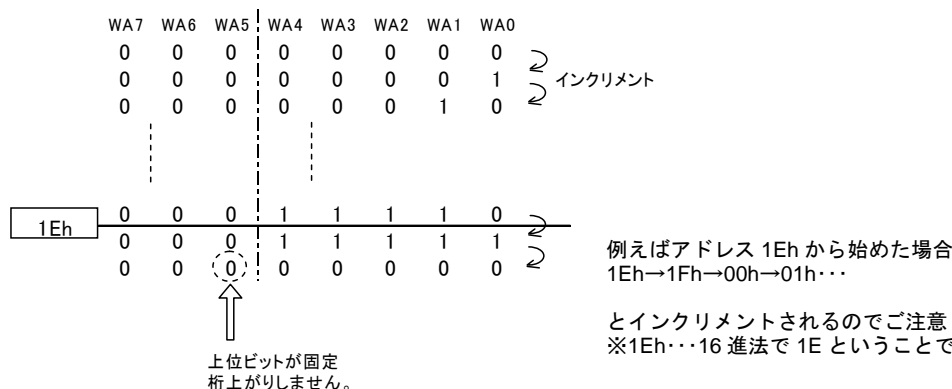 WA7 WA6 WA5 WA4 WA3 WA2 WA1 WA0
0 0 0 0 0 0 0 0
0 0 0 0 0 0 0 1
インクリメント
0 0 0 0 0 0 1 0
1Eh
0 0 0 1 1 1 1 0
0 0 0 1 1 1 1 1
0 0 0 0 0 0 0 0
上位ビットが固定
桁上がりしません。
例えばアドレス 1Eh から始めた場合
1Eh→1Fh→00h→01h･･･
とインクリメントされるのでご注意
※1Eh･･･16 進法で 1E ということで